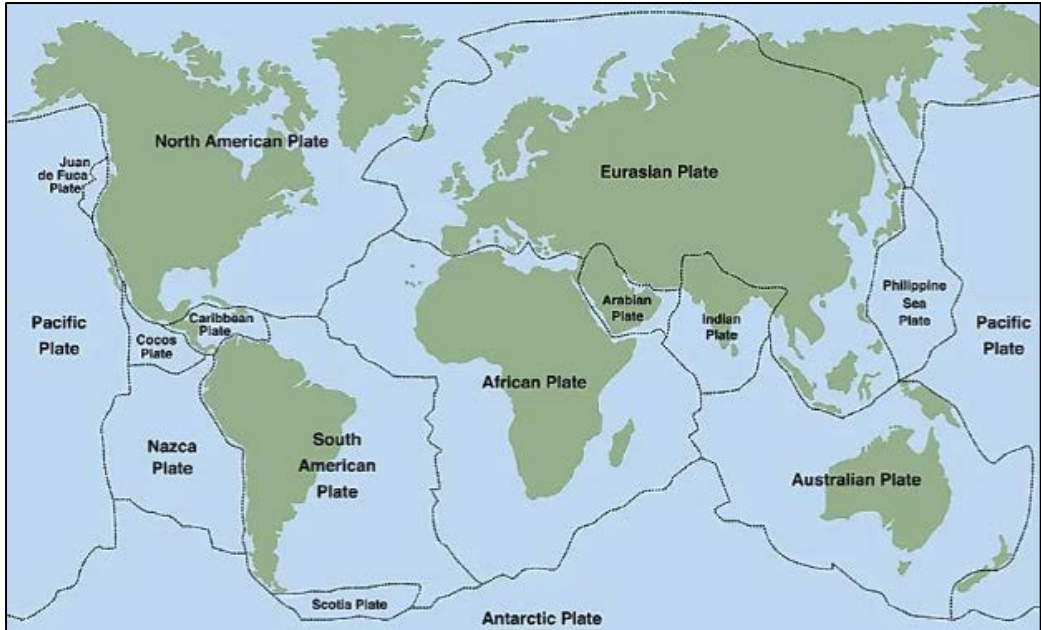 North American Plate
Juan
de Fuca
Plate
Eurasian Plate
Pacific
Plate
Cocos
Plate
Caribbean
Plate
Arabian
Plate
Indian
Plate
Philippine
Sea
Plate
Pacific
Plate
African Plate
Nazca
Plate
South
American
Plate
Australian Plate
Scotia Plate
Antarctic Plate